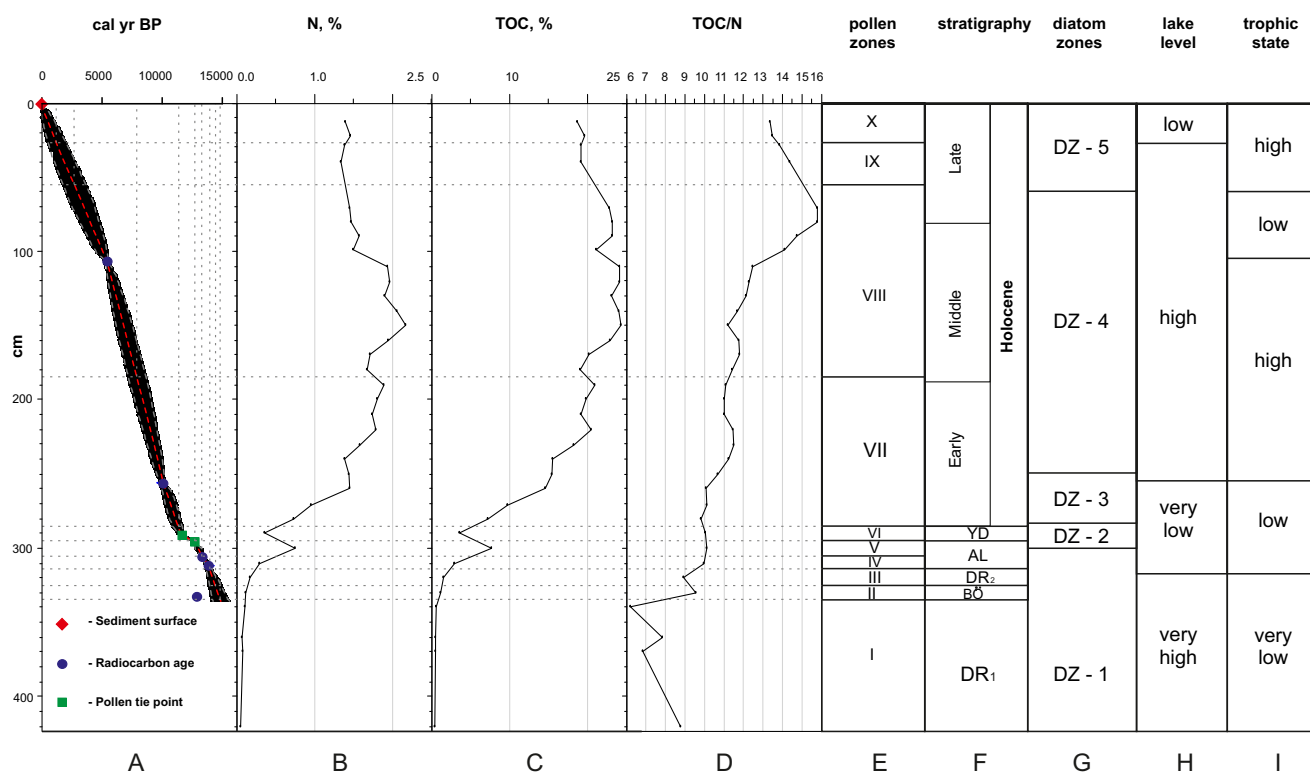 cal yr BP N, % TOC, % TOC/N pollen zones stratigraphy diatom zones lake level trophic state
0 5000 10000 15000 0.0 1.0 2.5 0 10 25 6 7 8 9 10 11 12 13 14 15 16
0
100
200
300
400
cm
- Sediment surface
- Radiocarbon age
- Pollen tie point
X
IX
VIII
VII
VI
V
IV
III
II
I
Late
Middle
Early
Holocene
YD
AL
DR2
BÖ
DR1
DZ - 5
DZ - 4
DZ - 3
DZ - 2
DZ - 1
low
high
very low
very high
high
low
high
low
very low
A B C D E F G H I